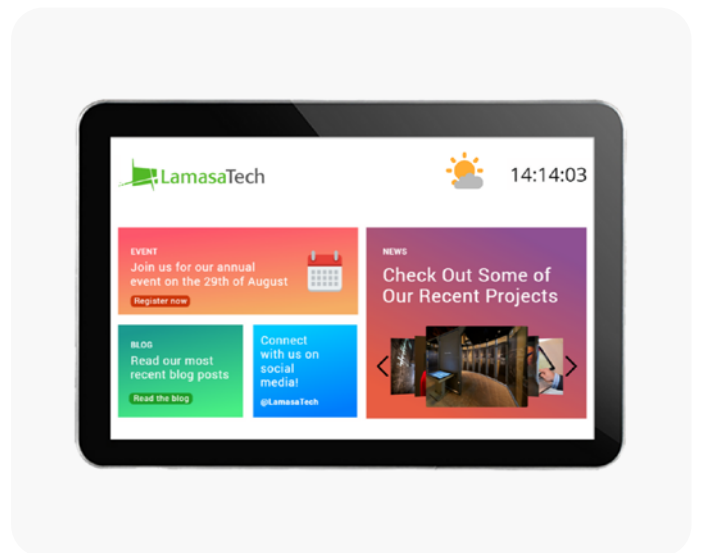 LamasaTech
14:14:03
EVENT
Join us for our annual
event on the 29th of August
Register now
NEWS
Check Out Some of
Our Recent Projects
BLOG
Read our most
recent blog posts
Read the blog
Connect
with us on
social
media!
@LamasaTech